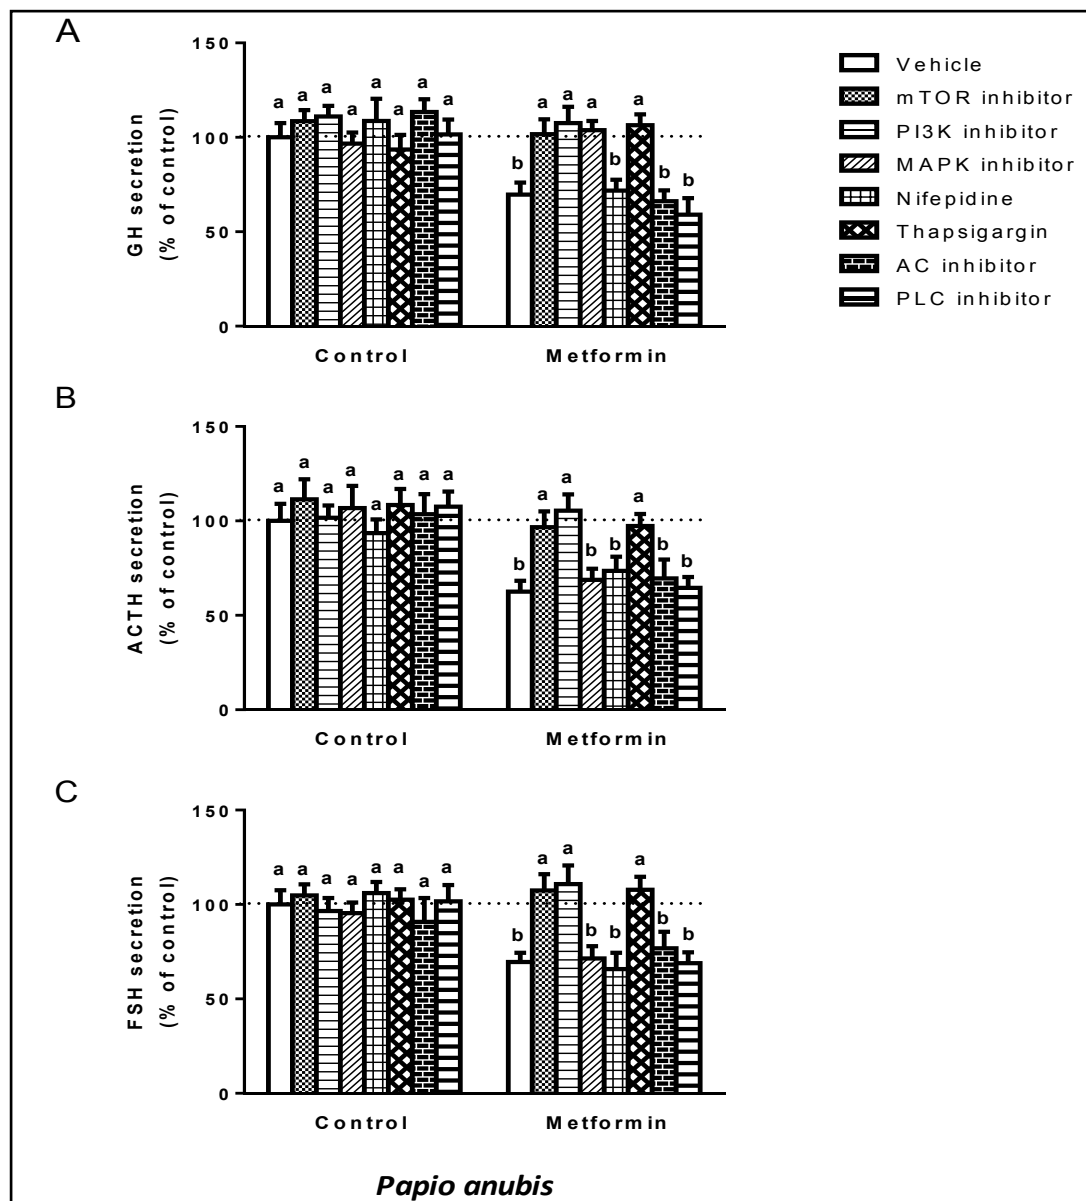 A
150
100
50
0
GH secretion
(% of control)
a a a a a a a a
b a a a b a b b
Control Metformin
Vehicle
mTOR inhibitor
PI3K inhibitor
MAPK inhibitor
Nifepidine
Thapsigargin
AC inhibitor
PLC inhibitor
B
150
100
50
0
ACTH secretion
(% of control)
a a a a a a a a
b a a b b a b b
Control Metformin
C
150
100
50
0
FSH secretion
(% of control)
a a a a a a a a
b a a b b a b b
Control Metformin
Papio anubis